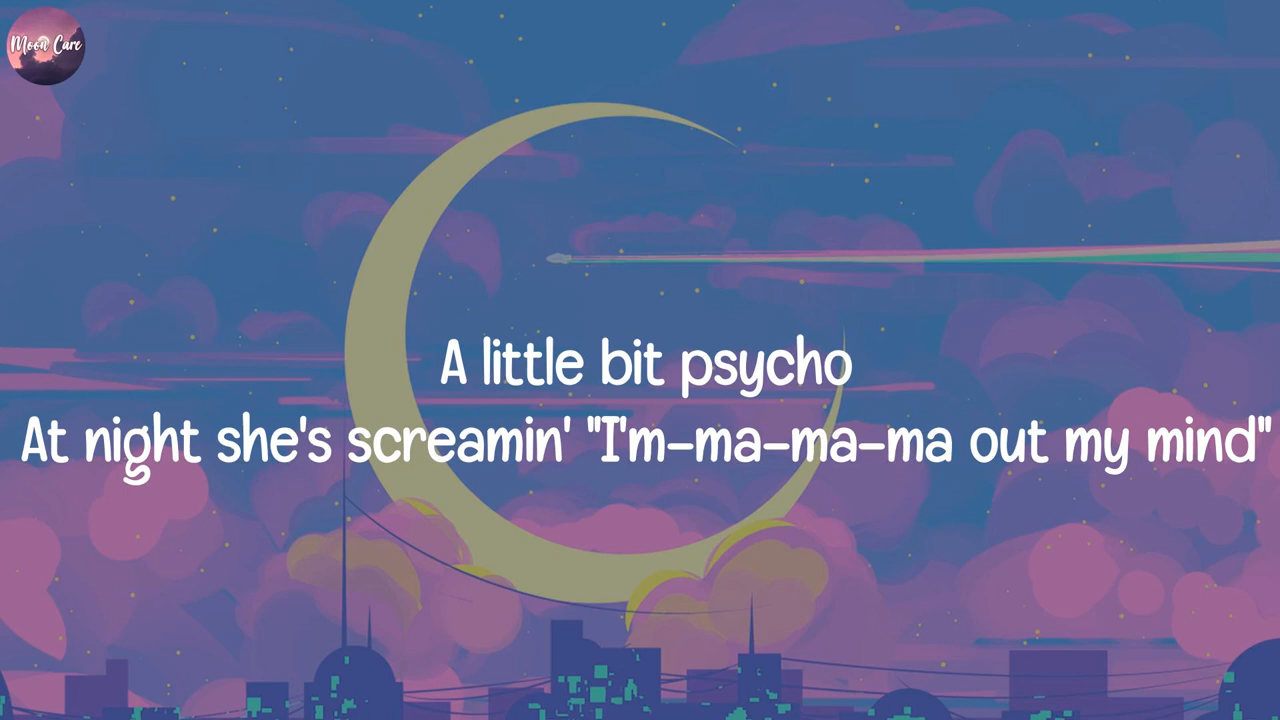 Moon Care
A little bit psycho
At night she's screamin' "I'm-ma-ma-ma out my mind"